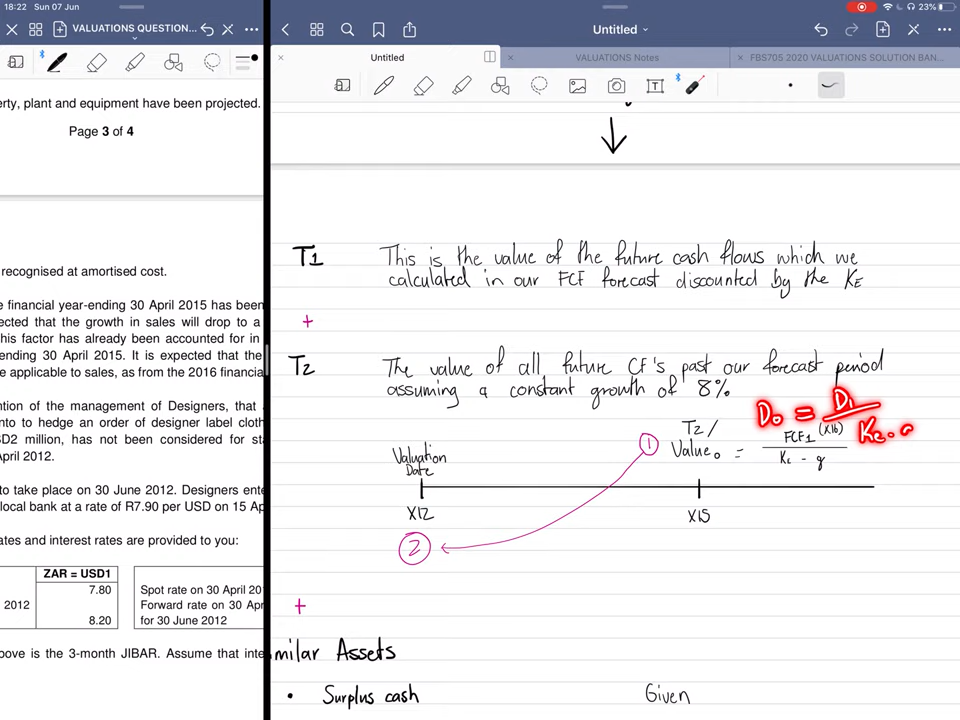 18:22 Sun 07 Jun
23%
VALUATIONS QUESTION...
Untitled
Untitled
VALUATIONS Notes
FBS705 2020 VALUATIONS SOLUTION BAN...
erty, plant and equipment have been projected.
Page 3 of 4
recognised at amortised cost.
e financial year-ending 30 April 2015 has been
ected that the growth in sales will drop to a
his factor has already been accounted for in
ending 30 April 2015. It is expected that the
e applicable to sales, as from the 2016 financia
ntion of the management of Designers, that
nto to hedge an order of designer label cloth
SD2 million, has not been considered for st
April 2012.
to take place on 30 June 2012. Designers ente
local bank at a rate of R7.90 per USD on 15 Ap
ates and interest rates are provided to you:
ZAR = USD1
7.80
2012
8.20
Spot rate on 30 April 20
Forward rate on 30 Apr
for 30 June 2012
bove is the 3-month JIBAR. Assume that inte
T1 This is the value of the future cash flows which we
calculated in our FCF forecast discounted by the KE
+
T2 The value of all future CF's past our forecast period
assuming a constant growth of 8%
D0 = D1
Ke -
1
T2 /
Value0 = FCF1 (X16)
KE - g
Valuation
Date
X12
X15
2
+
milar Assets
• Surplus cash Given